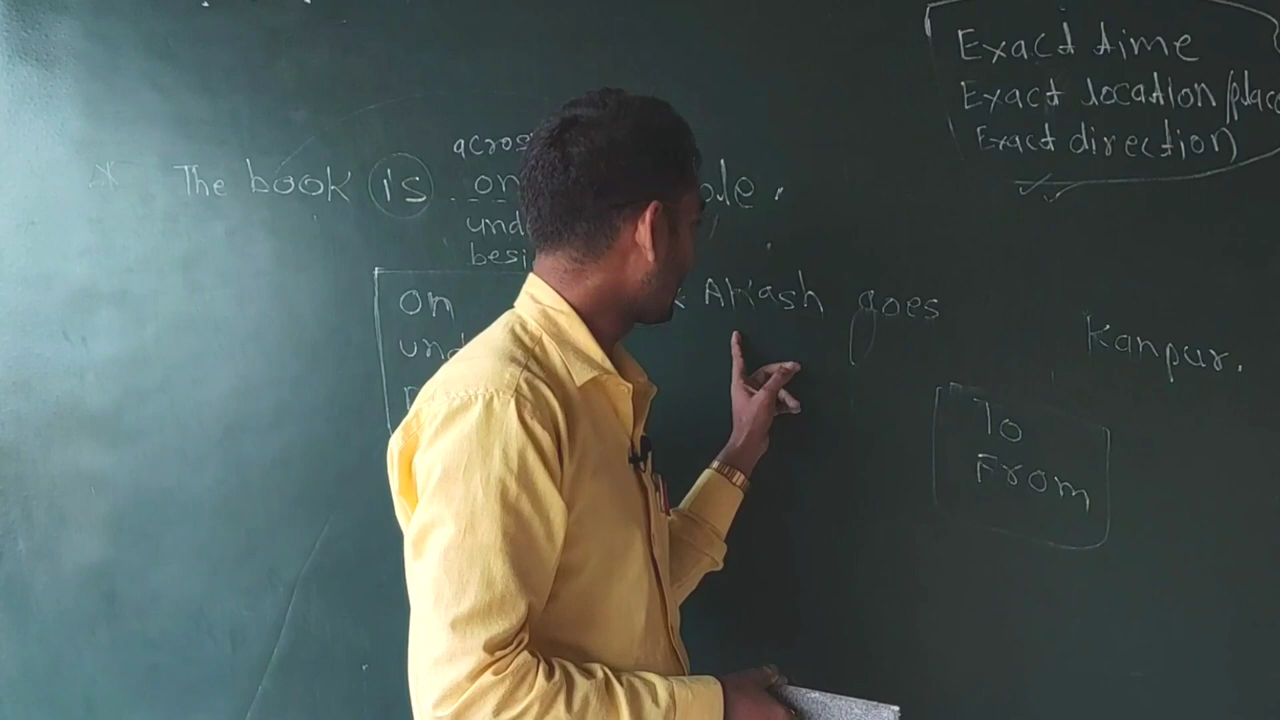 Exact time
Exact location/place
Exact direction
across
* The book is on ble.
und
besi
on
und
* Akash goes
Kanpur.
To
From